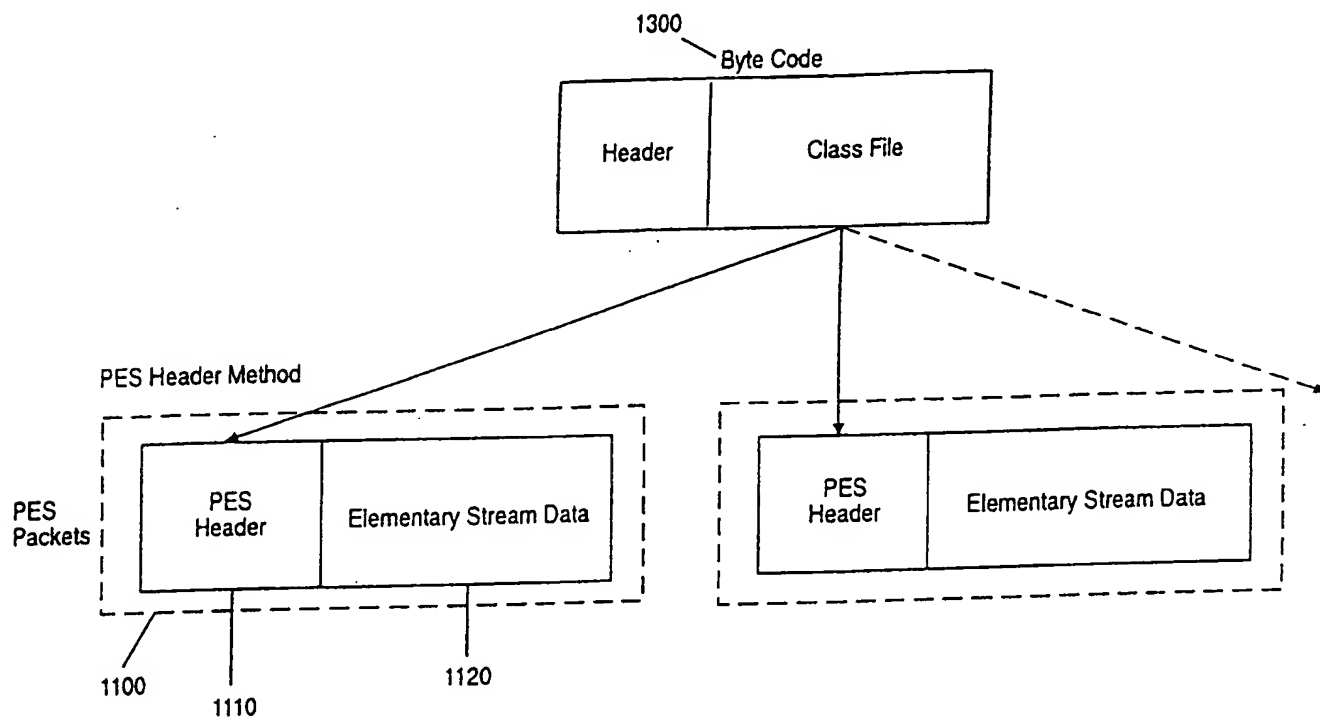 1300
Byte Code
Header
Class File
PES Header Method
PES
Packets
PES
Header
Elementary Stream Data
PES
Header
Elementary Stream Data
1100
1110
1120